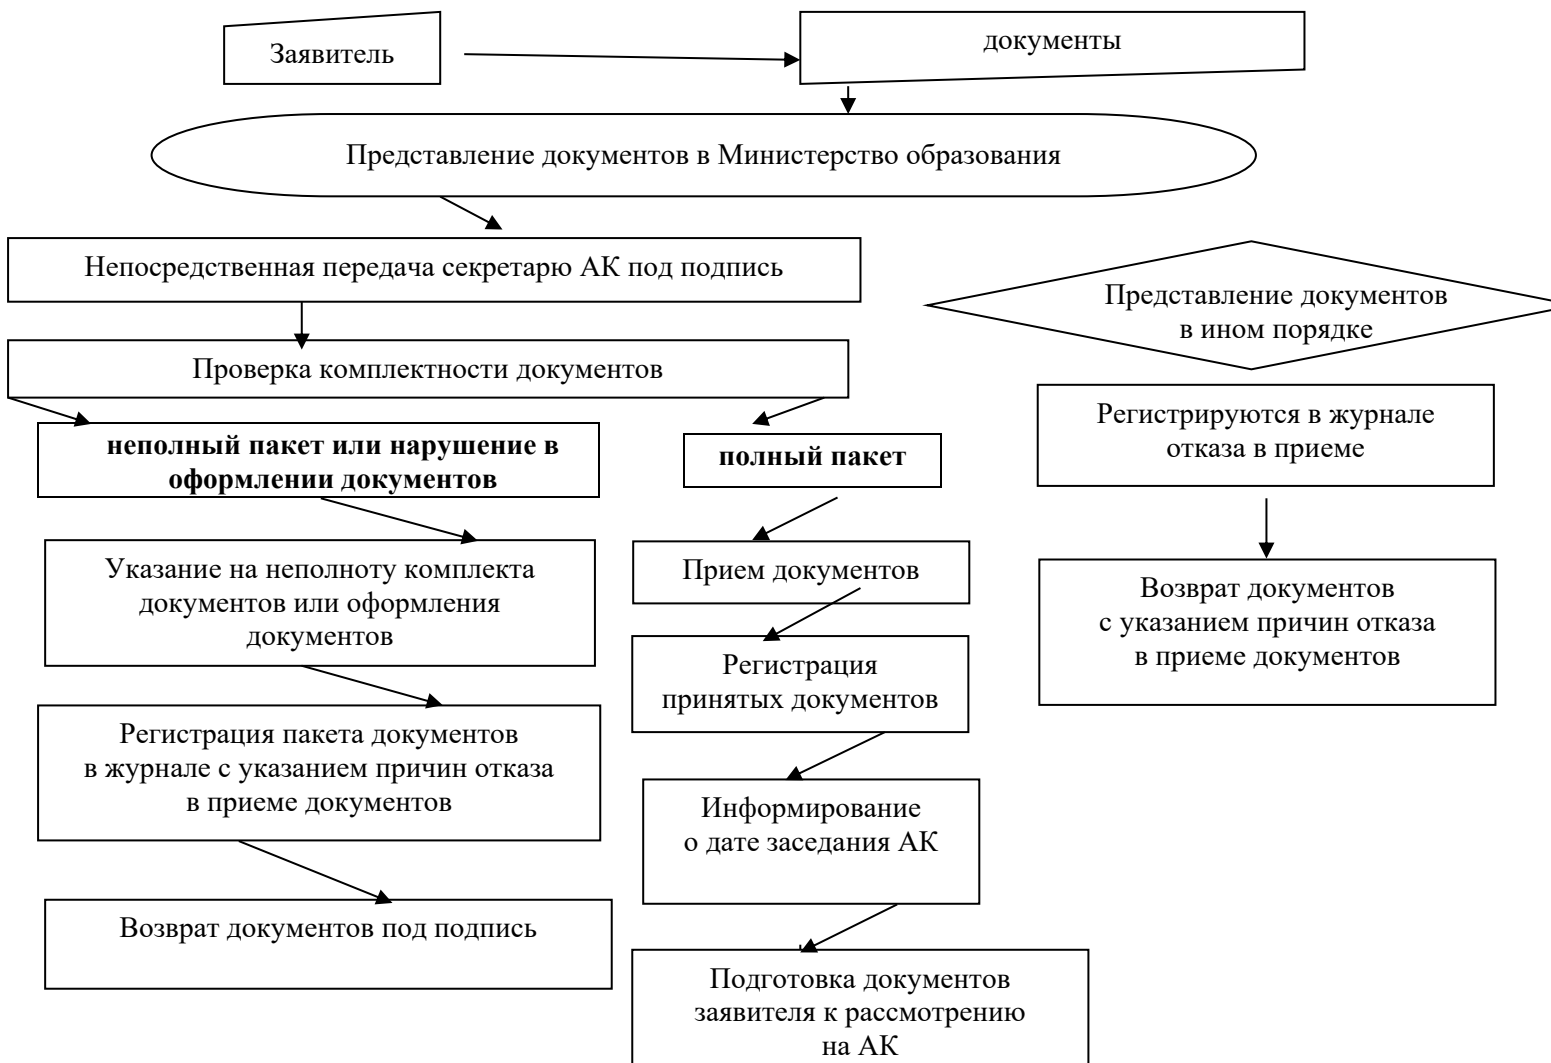 Заявитель
документы
Представление документов в Министерство образования
Непосредственная передача секретарю АК под подпись
Представление документов
в ином порядке
Проверка комплектности документов
неполный пакет или нарушение в
оформлении документов
полный пакет
Регистрируются в журнале
отказа в приеме
Указание на неполноту комплекта
документов или оформления
документов
Прием документов
Возврат документов
с указанием причин отказа
в приеме документов
Регистрация
принятых документов
Регистрация пакета документов
в журнале с указанием причин отказа
в приеме документов
Информирование
о дате заседания АК
Возврат документов под подпись
Подготовка документов
заявителя к рассмотрению
на АК